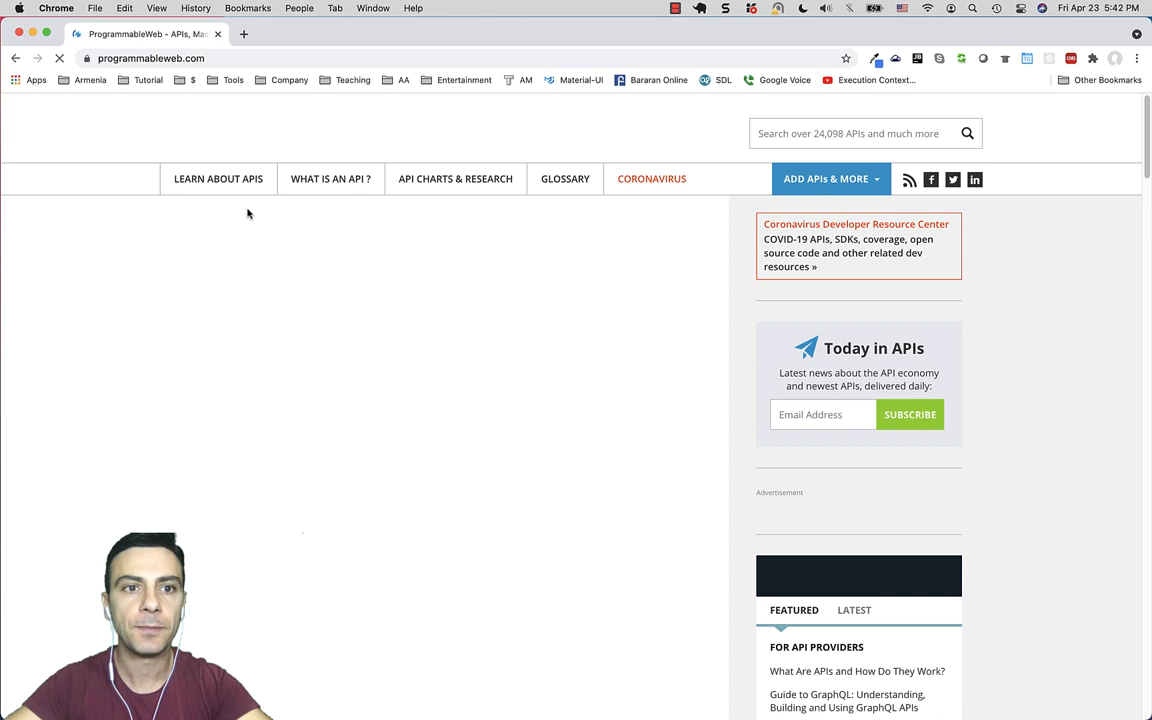 Chrome File Edit View History Bookmarks People Tab Window Help Fri Apr 23 5:42 PM
ProgrammableWeb - APIs, Mas
programmableweb.com
Apps Armenia Tutorial $ Tools Company Teaching AA Entertainment AM Material-UI Bararan Online SDL Google Voice Execution Context... Other Bookmarks
Search over 24,098 APIs and much more
LEARN ABOUT APIS WHAT IS AN API ? API CHARTS & RESEARCH GLOSSARY CORONAVIRUS ADD APIs & MORE
Coronavirus Developer Resource Center
COVID-19 APIs, SDKs, coverage, open
source code and other related dev
resources »
Today in APIs
Latest news about the API economy
and newest APIs, delivered daily:
Email Address SUBSCRIBE
Advertisement
FEATURED LATEST
FOR API PROVIDERS
What Are APIs and How Do They Work?
Guide to GraphQL: Understanding,
Building and Using GraphQL APIs